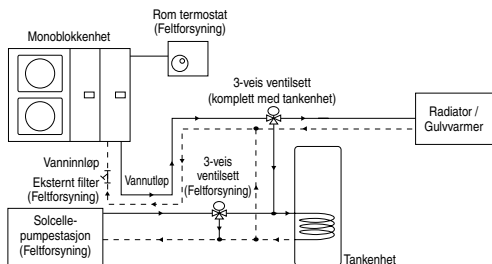 Rom termostat
(Feltforsyning)
Monoblokkenhet
3-veis ventilsett
(komplett med tankenhet)
Radiator /
Gulvvarmer
Vanninnløp
Vannutløp
3-veis
ventilsett
(Feltforsyning)
Eksternt filter
(Feltforsyning)
Solcelle-
pumpestasjon
(Feltforsyning)
Tankenhet